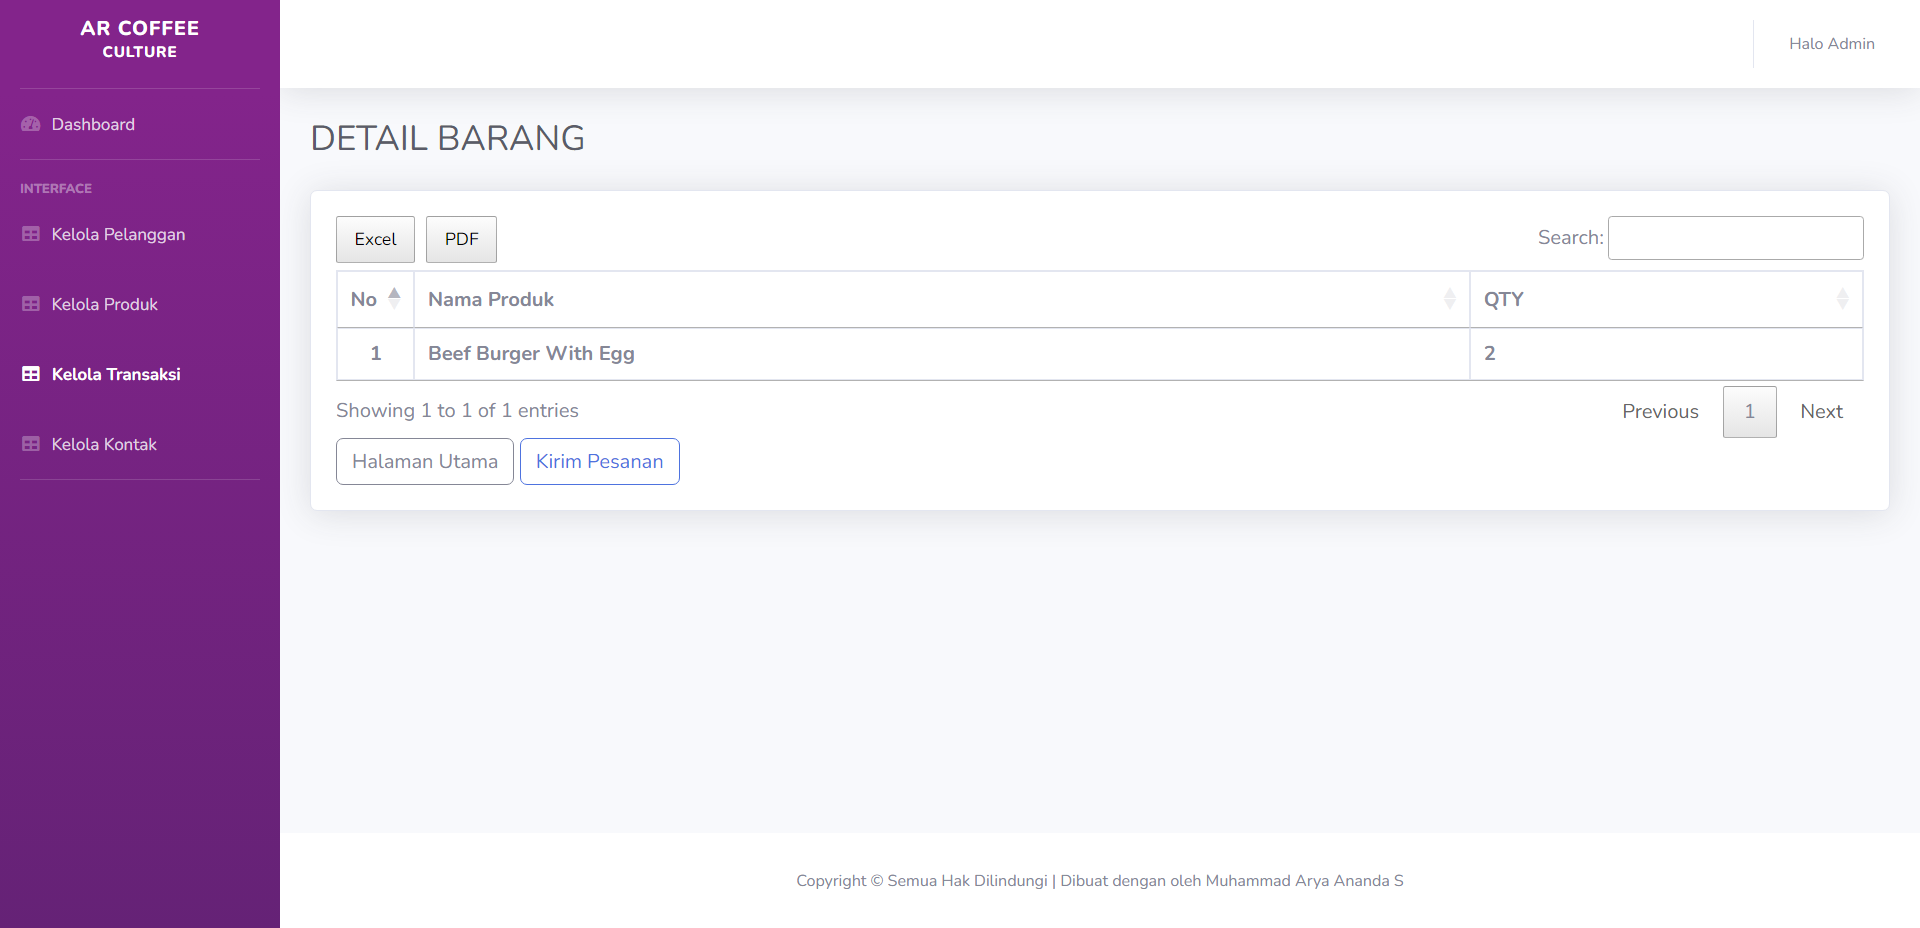 AR COFFEE
CULTURE
Halo Admin
Dashboard
INTERFACE
Kelola Pelanggan
Kelola Produk
Kelola Transaksi
Kelola Kontak
DETAIL BARANG
Excel PDF Search:
No Nama Produk QTY
1 Beef Burger With Egg 2
Showing 1 to 1 of 1 entries Previous 1 Next
Halaman Utama Kirim Pesanan
Copyright © Semua Hak Dilindungi | Dibuat dengan oleh Muhammad Arya Ananda S